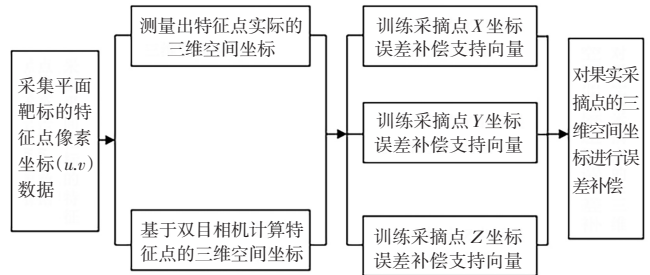 采集平面
靶标的特
征点像素
坐标(u.v)
数据
测量出特征点实际的
三维空间坐标
基于双目相机计算特
征点的三维空间坐标
训练采摘点X坐标
误差补偿支持向量
训练采摘点Y坐标
误差补偿支持向量
训练采摘点Z坐标
误差补偿支持向量
对果实采
摘点的三
维空间坐
标进行误
差补偿